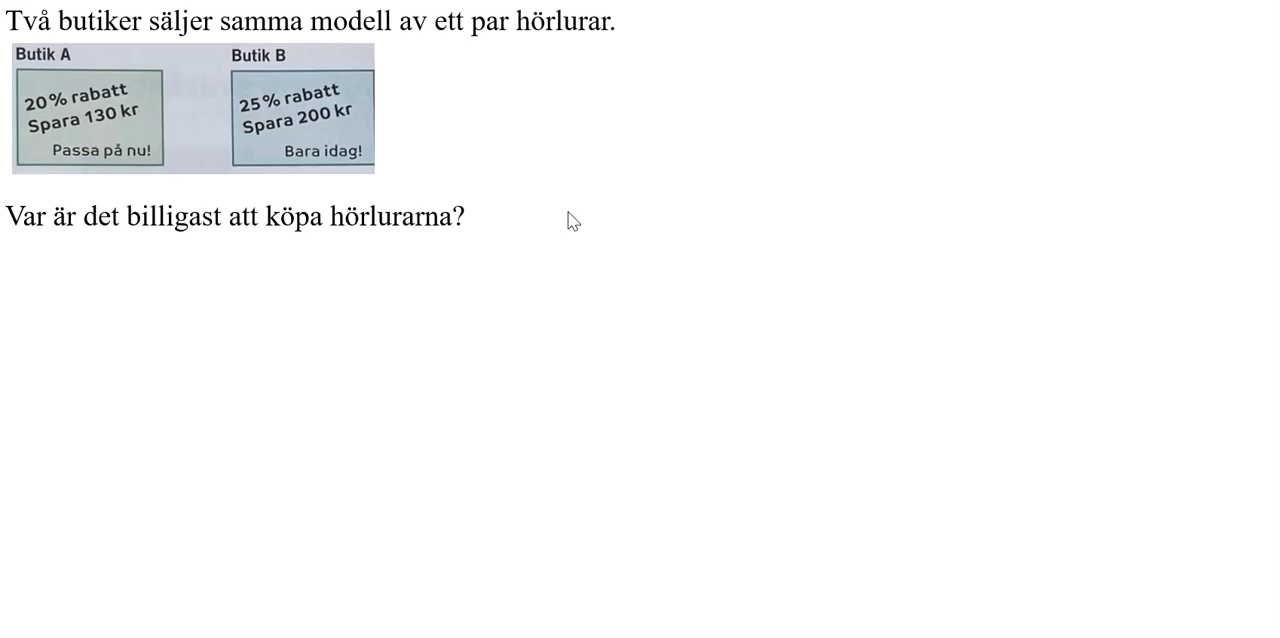 Två butiker säljer samma modell av ett par hörlurar.
Butik A
Butik B
20% rabatt
Spara 130 kr
Passa på nu!
25% rabatt
Spara 200 kr
Bara idag!
Var är det billigast att köpa hörlurarna?